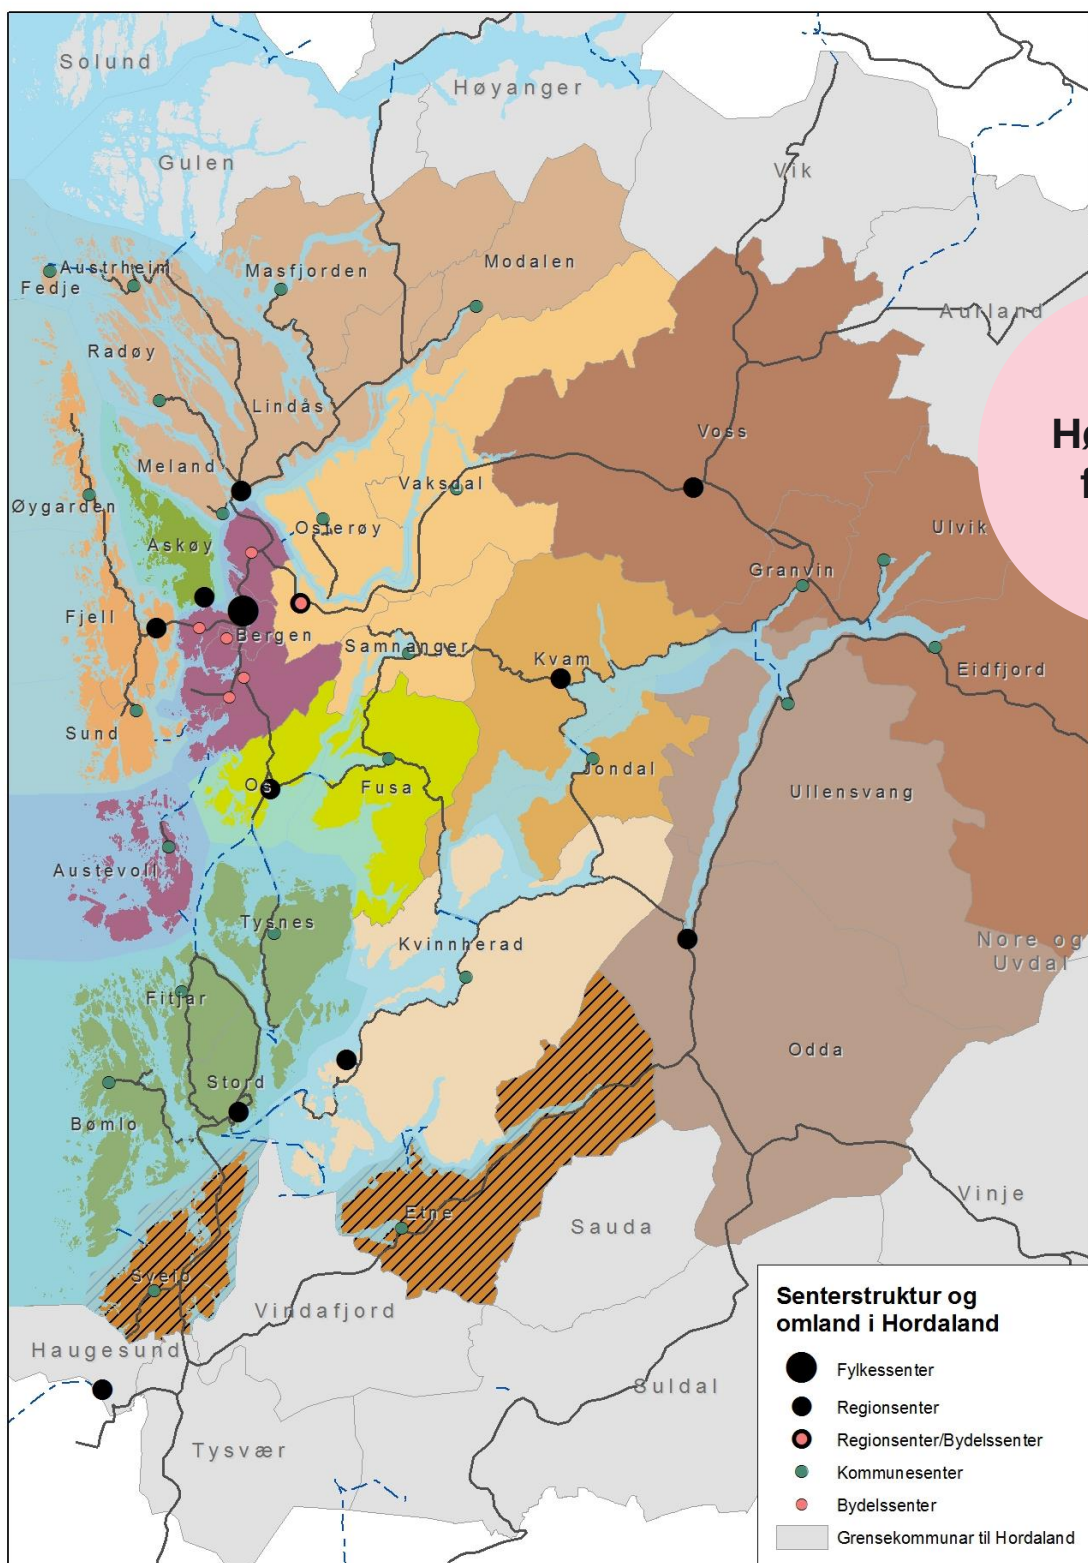 Solund
Høyanger
Gulen
Vik
Austrheim
Masfjorden
Modalen
Fedje
Aurland
Radøy
Lindås
Voss
Meland
Vaksdal
Øygarden
Osterøy
Ulvik
Askøy
Granvin
Fjell
Bergen
Samnanger
Kvam
Eidfjord
Sund
Jondal
Os
Fusa
Ullensvang
Austevoll
Tysnes
Kvinnherad
Nore og
Uvdal
Fitjar
Odda
Stord
Bømlo
Vinje
Etne
Sauda
Sveio
Vindafjord
Haugesund
Suldal
Tysvær
Hø
f
Senterstruktur og
omland i Hordaland
Fylkessenter
Regionsenter
Regionsenter/Bydelssenter
Kommunesenter
Bydelssenter
Grensekommunar til Hordaland